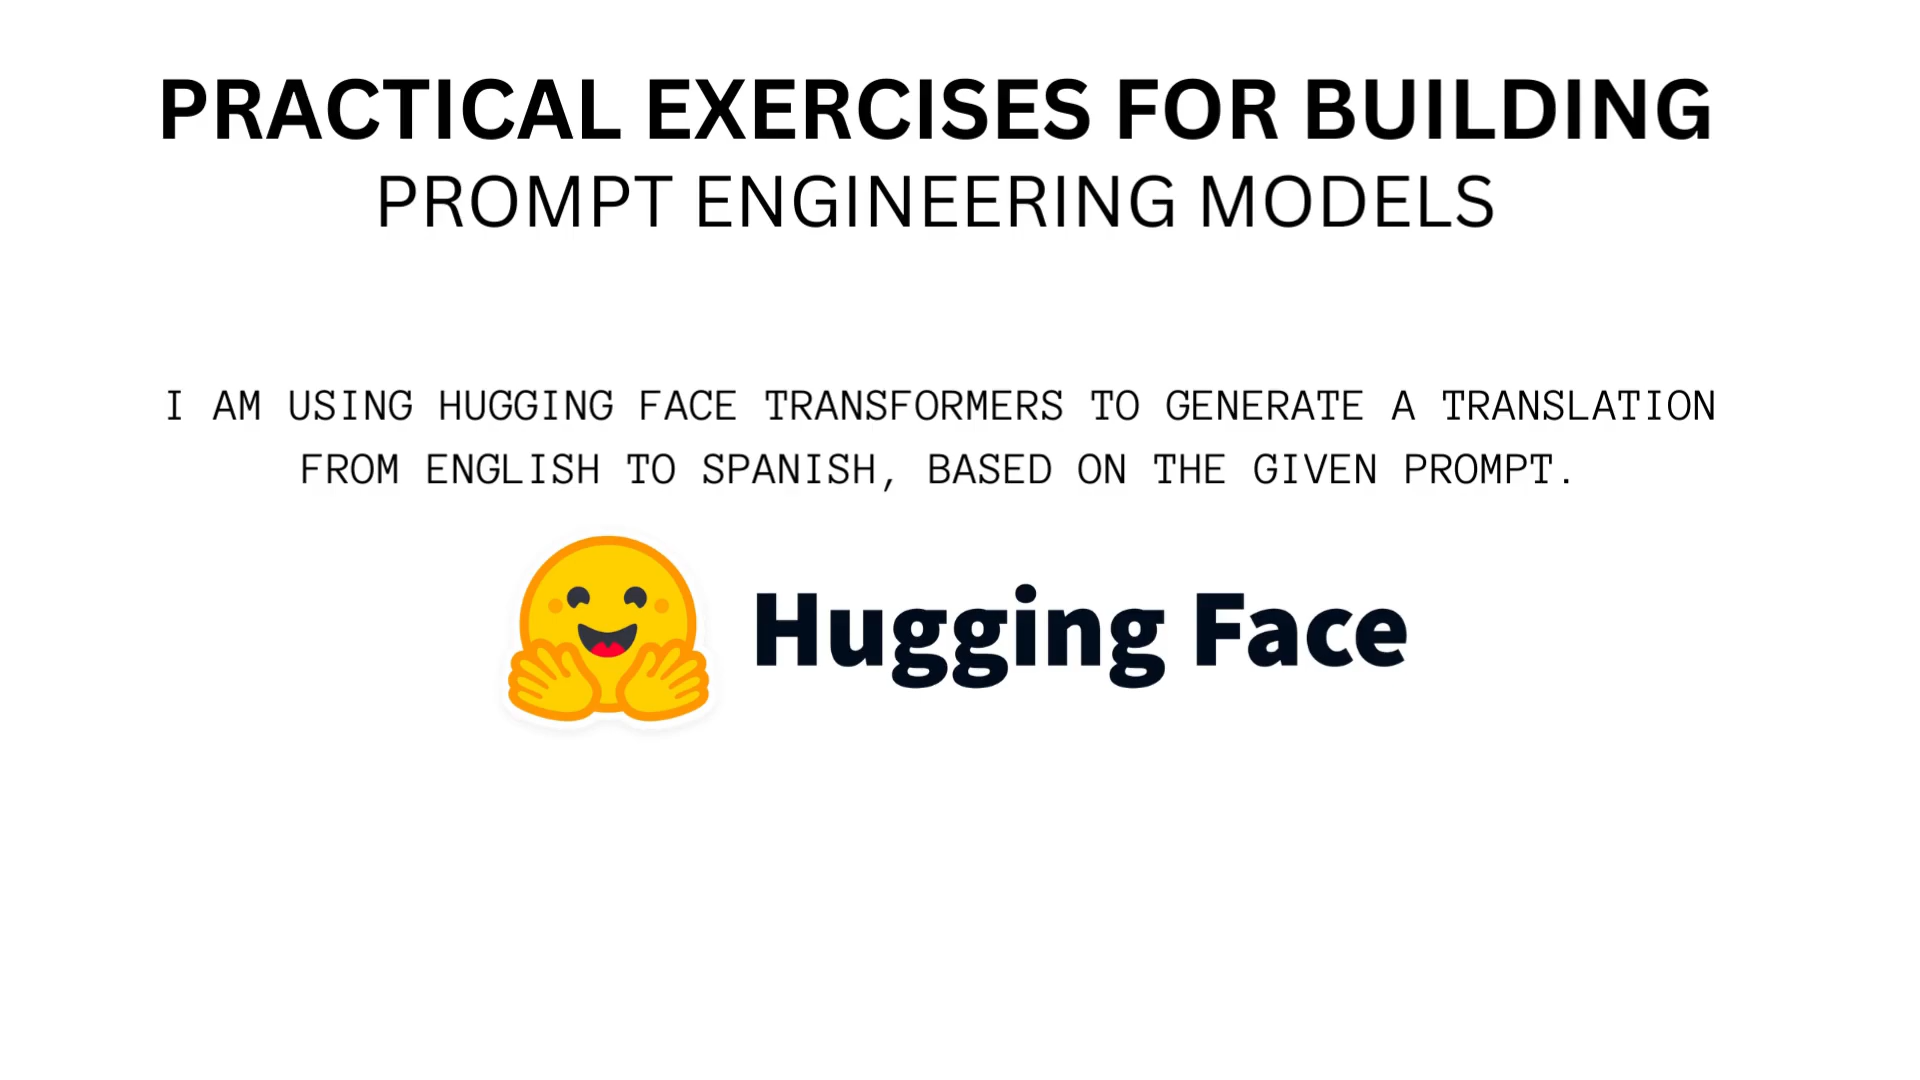 PRACTICAL EXERCISES FOR BUILDING
PROMPT ENGINEERING MODELS
I AM USING HUGGING FACE TRANSFORMERS TO GENERATE A TRANSLATION
FROM ENGLISH TO SPANISH, BASED ON THE GIVEN PROMPT.
Hugging Face